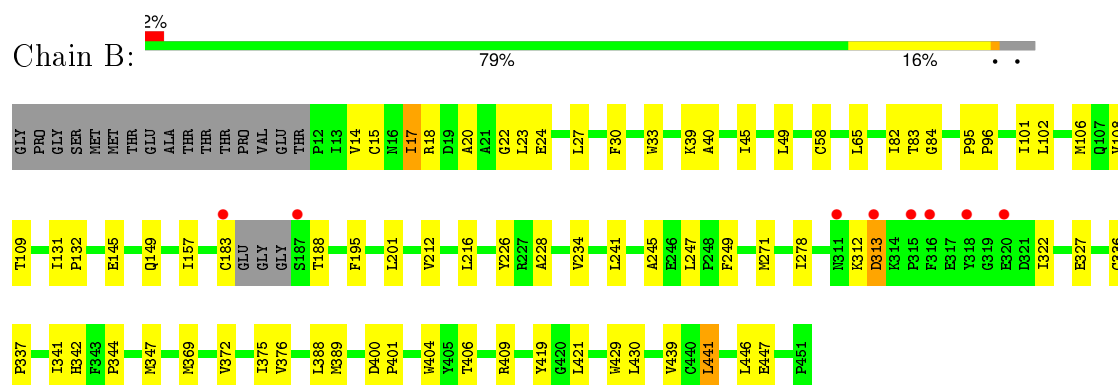 2%
Chain B:
79% 16% • •
GLY PRO GLY SER MET MET THR GLU ALA THR THR THR PRO VAL GLU THR P12 I13 V14 C15 N16 I17 R18 D19 A20 A21 G22 L23 E24 L27 F30 W33 K39 A40 I45 L49 C58 L65 I82 T83 G84 P95 P96 I101 L102 M106 Q107 V108
T109 I131 P132 E145 Q149 I157 C183 GLU GLY GLY S187 T188 F195 L201 V212 L216 Y226 R227 A228 V234 L241 A245 E246 L247 P248 F249 M271 I278 N311 K312 D313 K314 P315 F316 E317 Y318 G319 E320 D321 I322 E327
P337 I341 H342 F343 P344 M347 M369 V372 I375 V376 L388 M389 D400 P401 W404 Y405 T406 R409 Y419 G420 L421 W429 L430 V439 C440 L441 L446 E447 P451